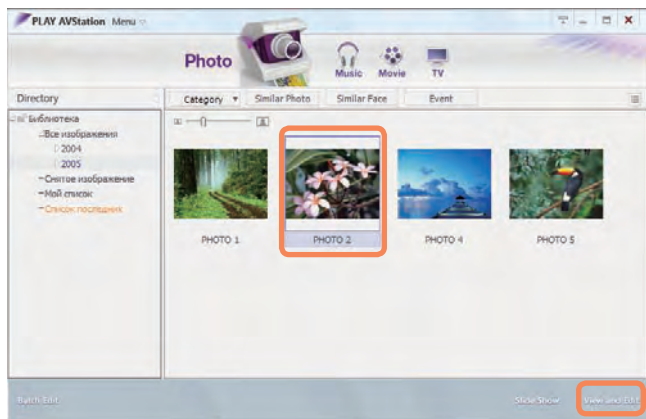 PLAY AVStation Menu
Photo
Music Movie TV
Directory
Category Similar Photo Similar Face Event
Библиотека
Все изображения
2004
2005
Снятое изображение
Мой список
Список последних
PHOTO 1 PHOTO 2 PHOTO 4 PHOTO 5
Batch Edit Slide Show View and Edit